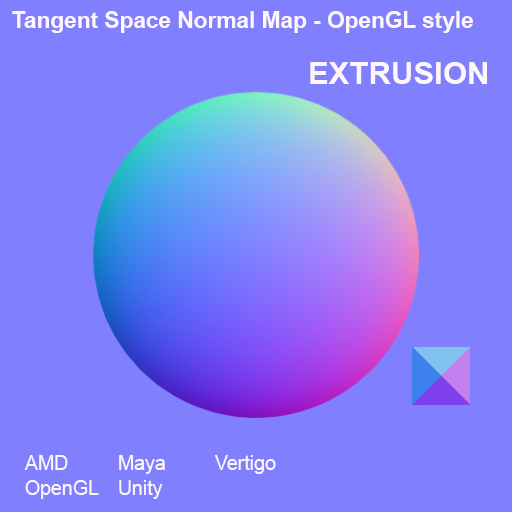 Tangent Space Normal Map - OpenGL style
EXTRUSION
AMD Maya Vertigo
OpenGL Unity